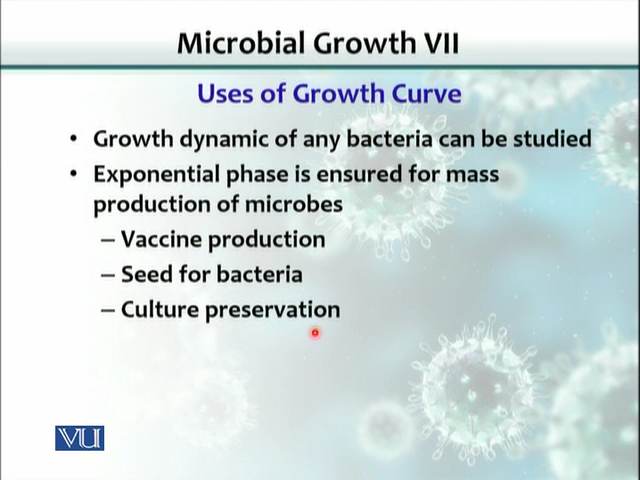 Microbial Growth VII
Uses of Growth Curve
• Growth dynamic of any bacteria can be studied
• Exponential phase is ensured for mass
production of microbes
– Vaccine production
– Seed for bacteria
– Culture preservation
VU